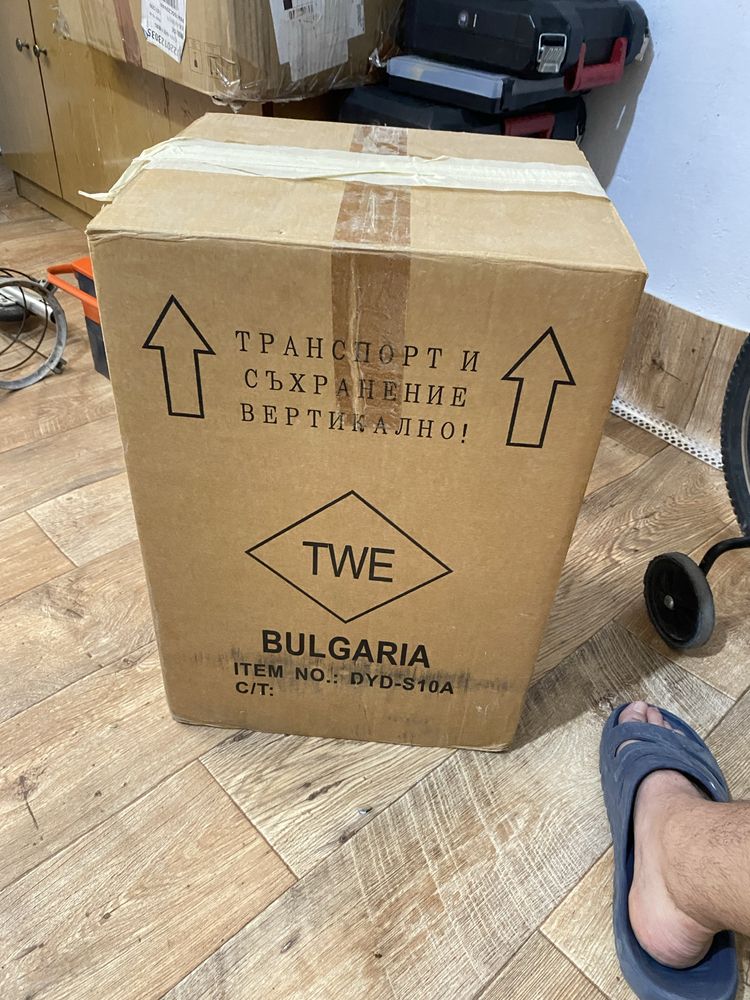 ТРАНСПОРТ И
СЪХРАНЕНИЕ
ВЕРТИКАЛНО!
TWE
BULGARIA
ITEM NO.: DYD-S10A
C/T: